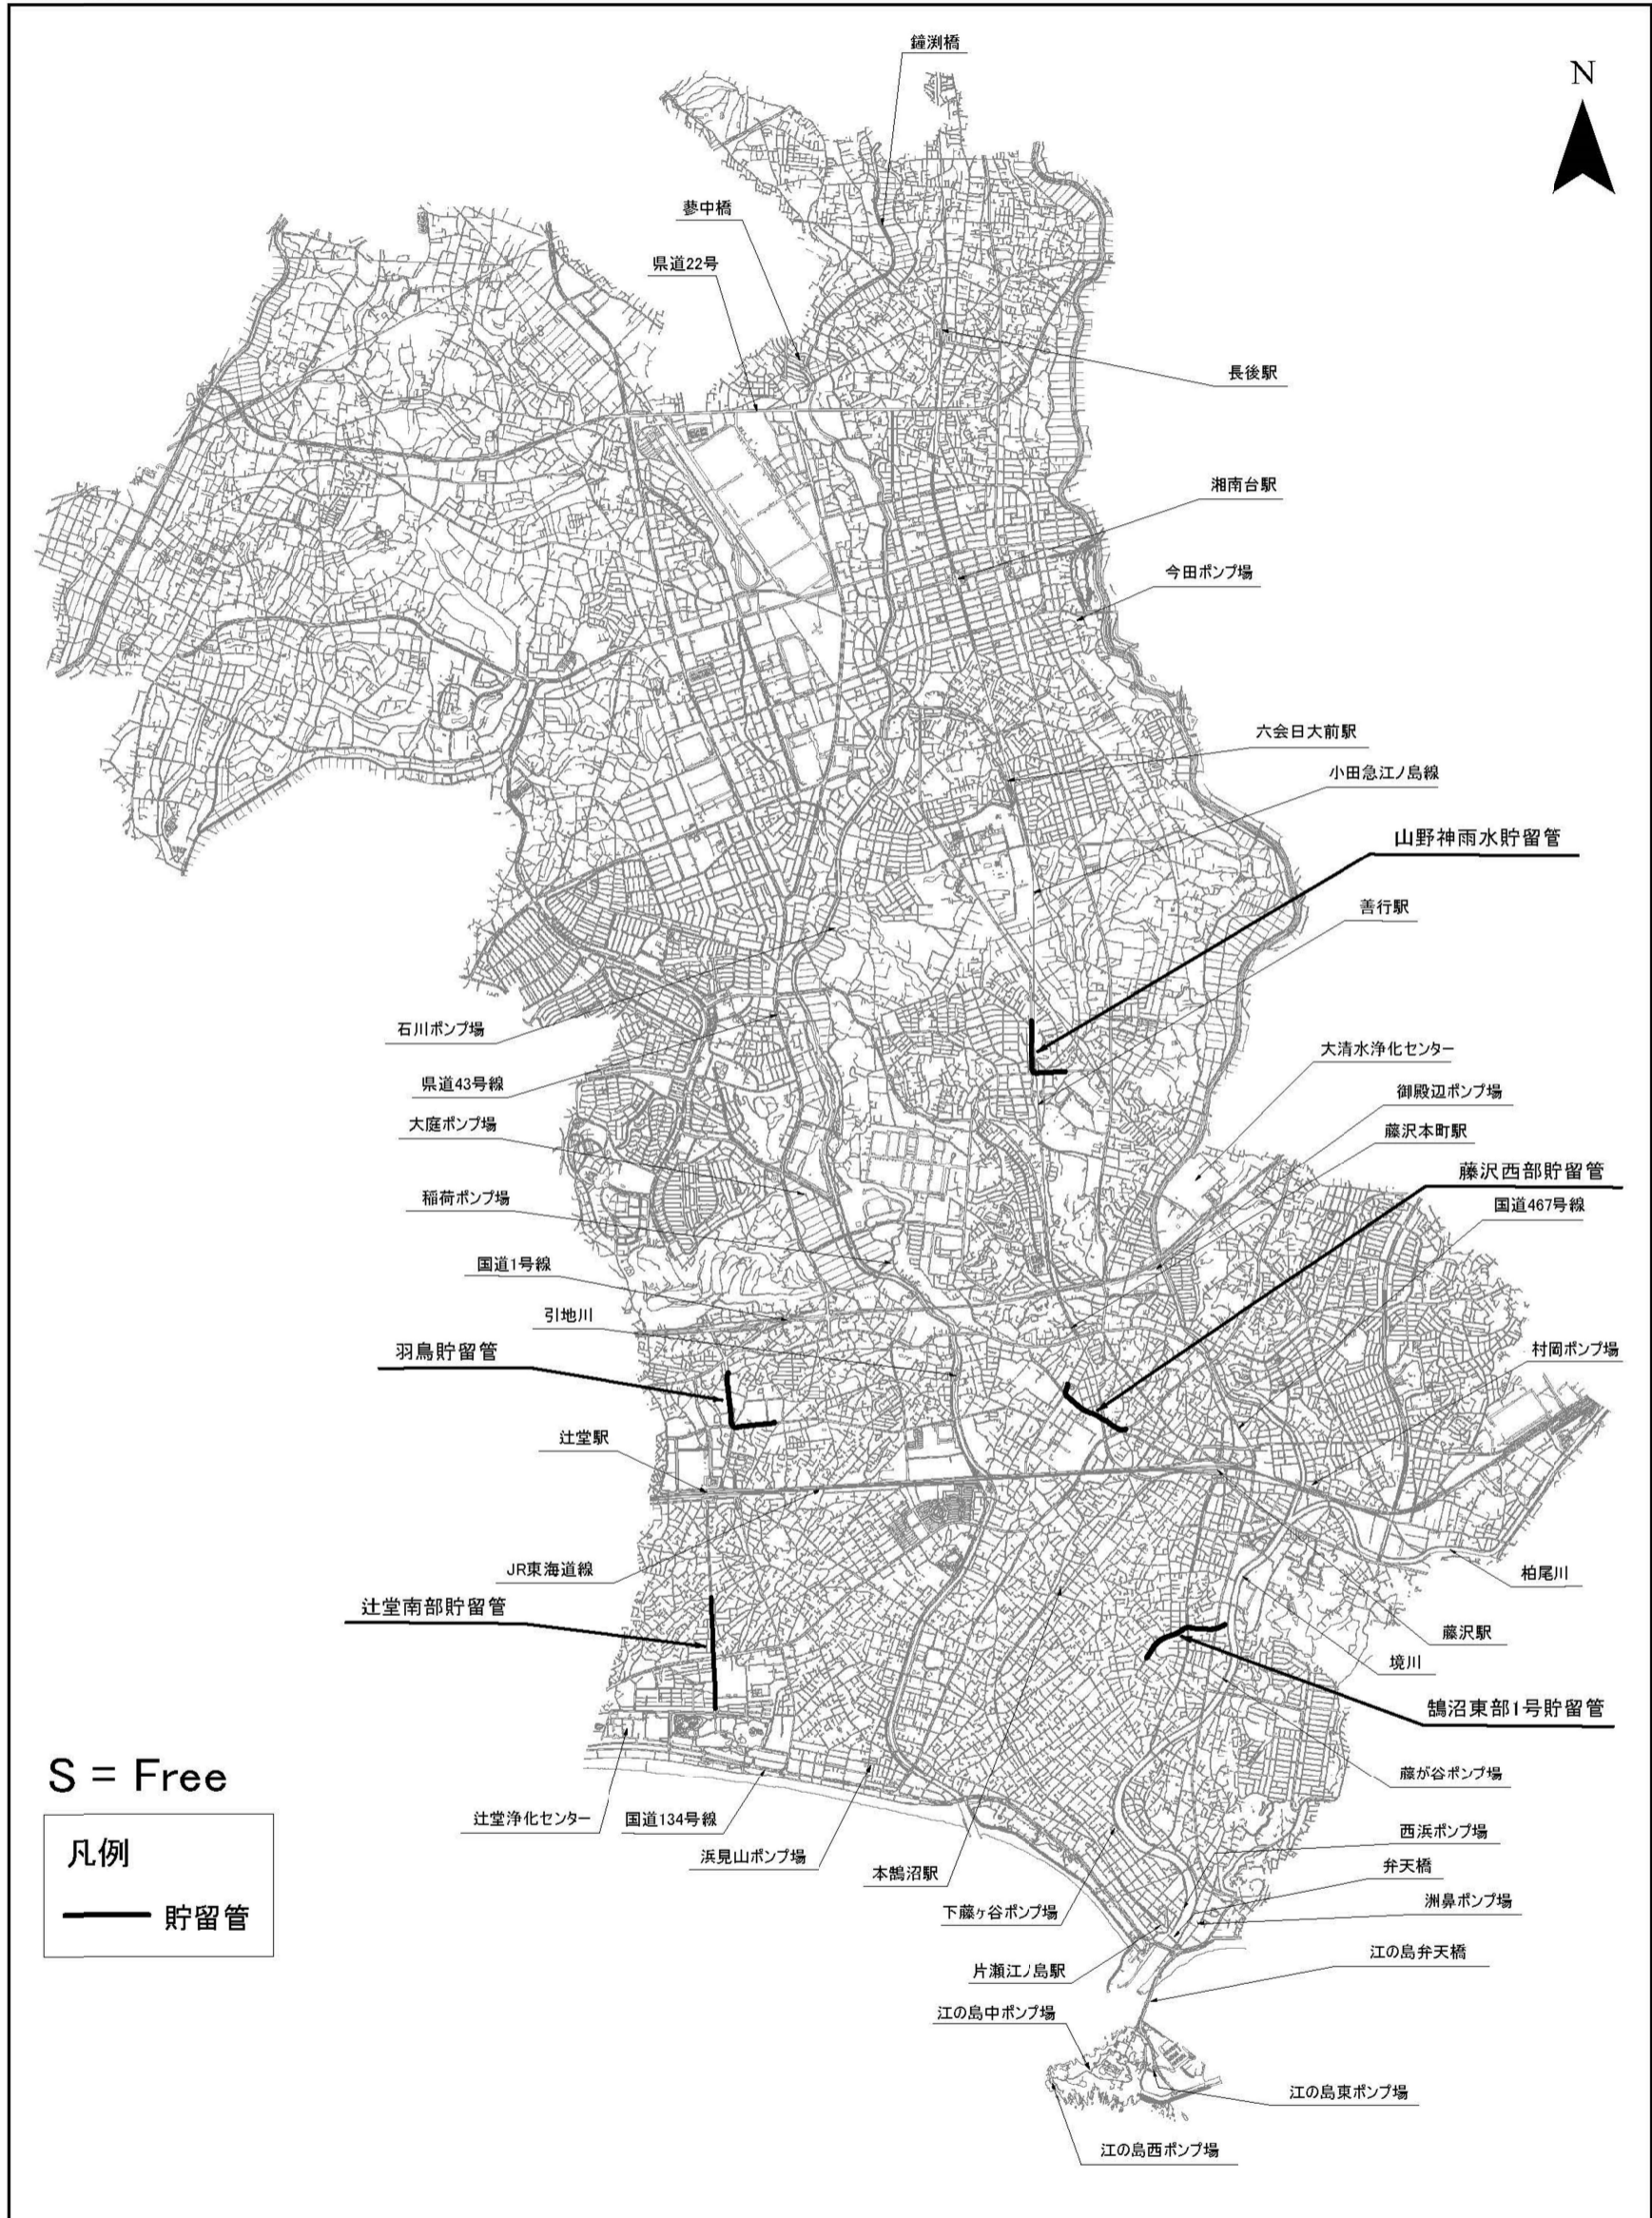 鐘渕橋
N
蓼中橋
県道22号
長後駅
湘南台駅
今田ポンプ場
六会日大前駅
小田急江ノ島線
山野神雨水貯留管
善行駅
石川ポンプ場
大清水浄化センター
県道43号線
御殿辺ポンプ場
大庭ポンプ場
藤沢本町駅
藤沢西部貯留管
稲荷ポンプ場
国道467号線
国道1号線
引地川
羽鳥貯留管
村岡ポンプ場
辻堂駅
JR東海道線
柏尾川
辻堂南部貯留管
藤沢駅
境川
鵠沼東部1号貯留管
藤が谷ポンプ場
S = Free
辻堂浄化センター
国道134号線
西浜ポンプ場
浜見山ポンプ場
弁天橋
本鵠沼駅
洲鼻ポンプ場
凡例
貯留管
下藤ヶ谷ポンプ場
江の島弁天橋
片瀬江ノ島駅
江の島中ポンプ場
江の島東ポンプ場
江の島西ポンプ場